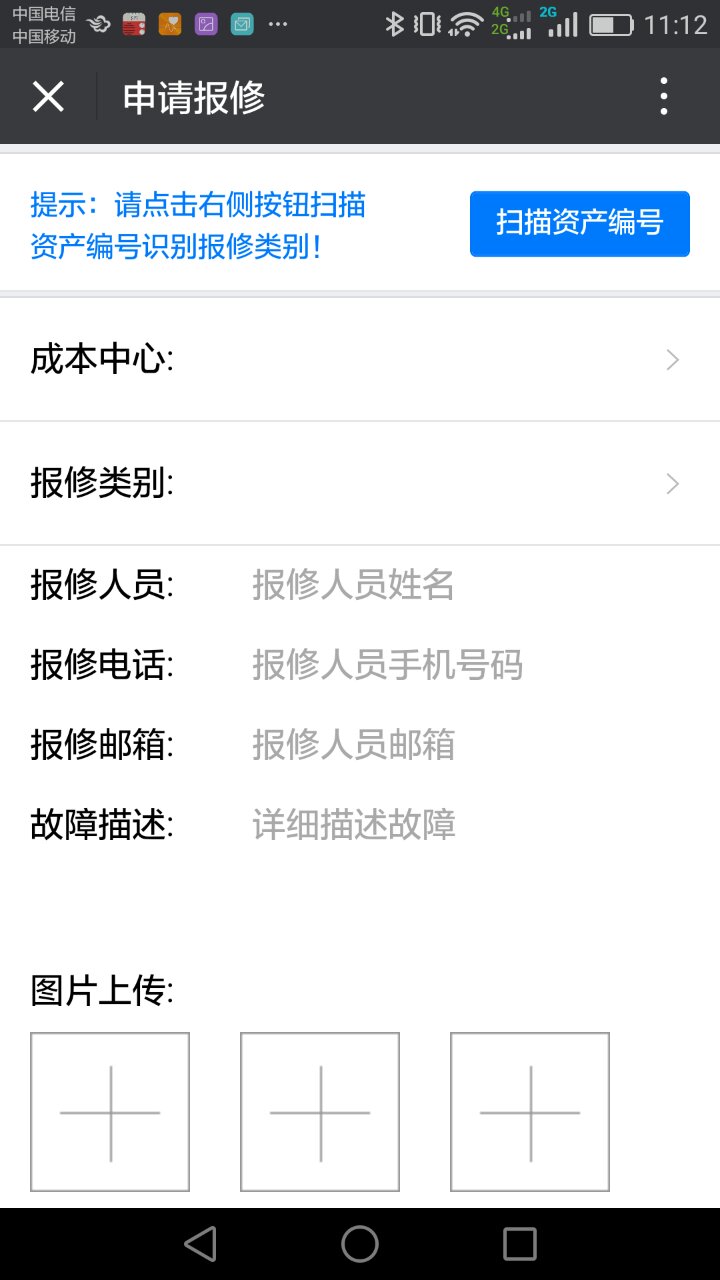 中国电信
中国移动
4G
2G
2G
11:12
申请报修
提示：请点击右侧按钮扫描
资产编号识别报修类别！
扫描资产编号
成本中心:
报修类别:
报修人员: 报修人员姓名
报修电话: 报修人员手机号码
报修邮箱: 报修人员邮箱
故障描述: 详细描述故障
图片上传: